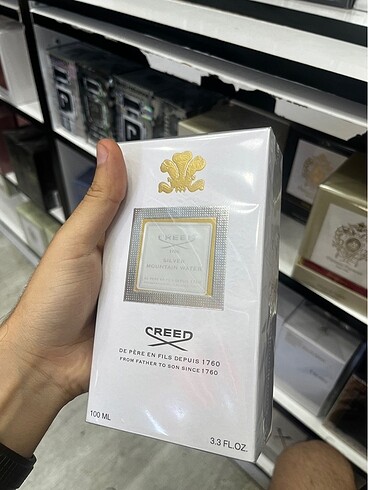 CREED
SILVER
MOUNTAIN WATER
CREED
DE PÈRE EN FILS DEPUIS 1760
FROM FATHER TO SON SINCE 1760
100 ML
3.3 FL.OZ.